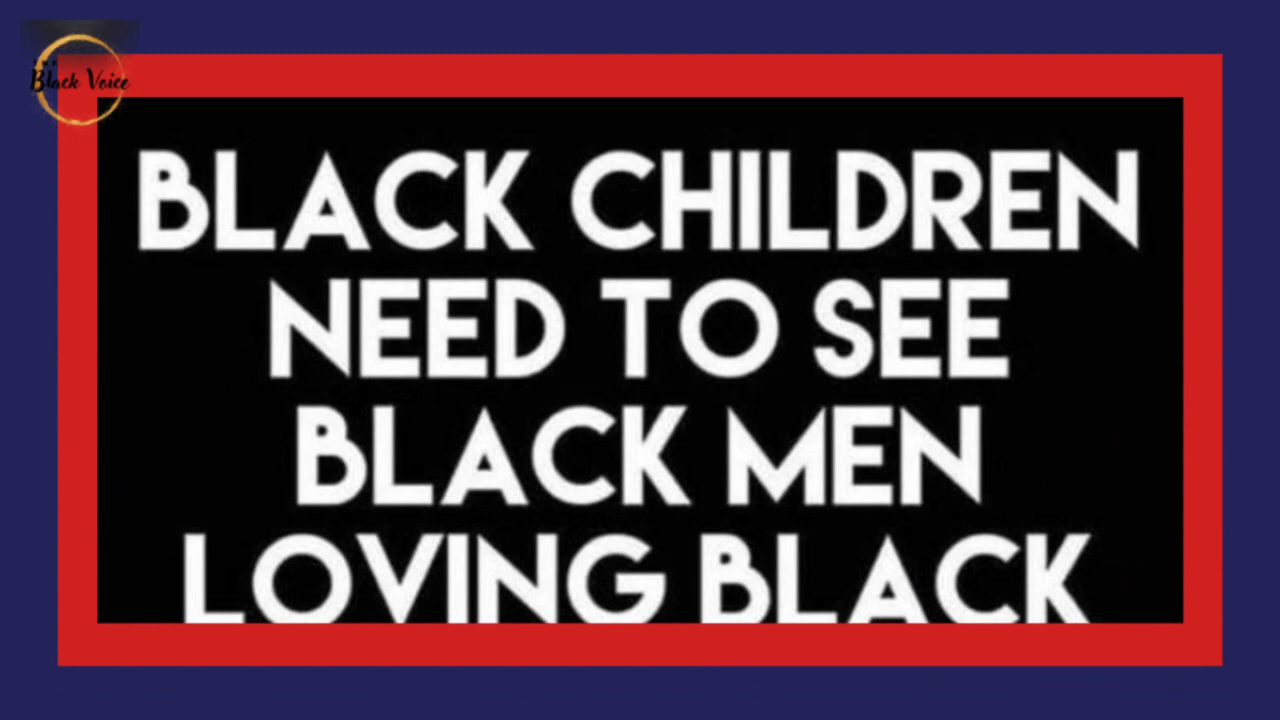 Black Voice
BLACK CHILDREN
NEED TO SEE
BLACK MEN
LOVING BLACK